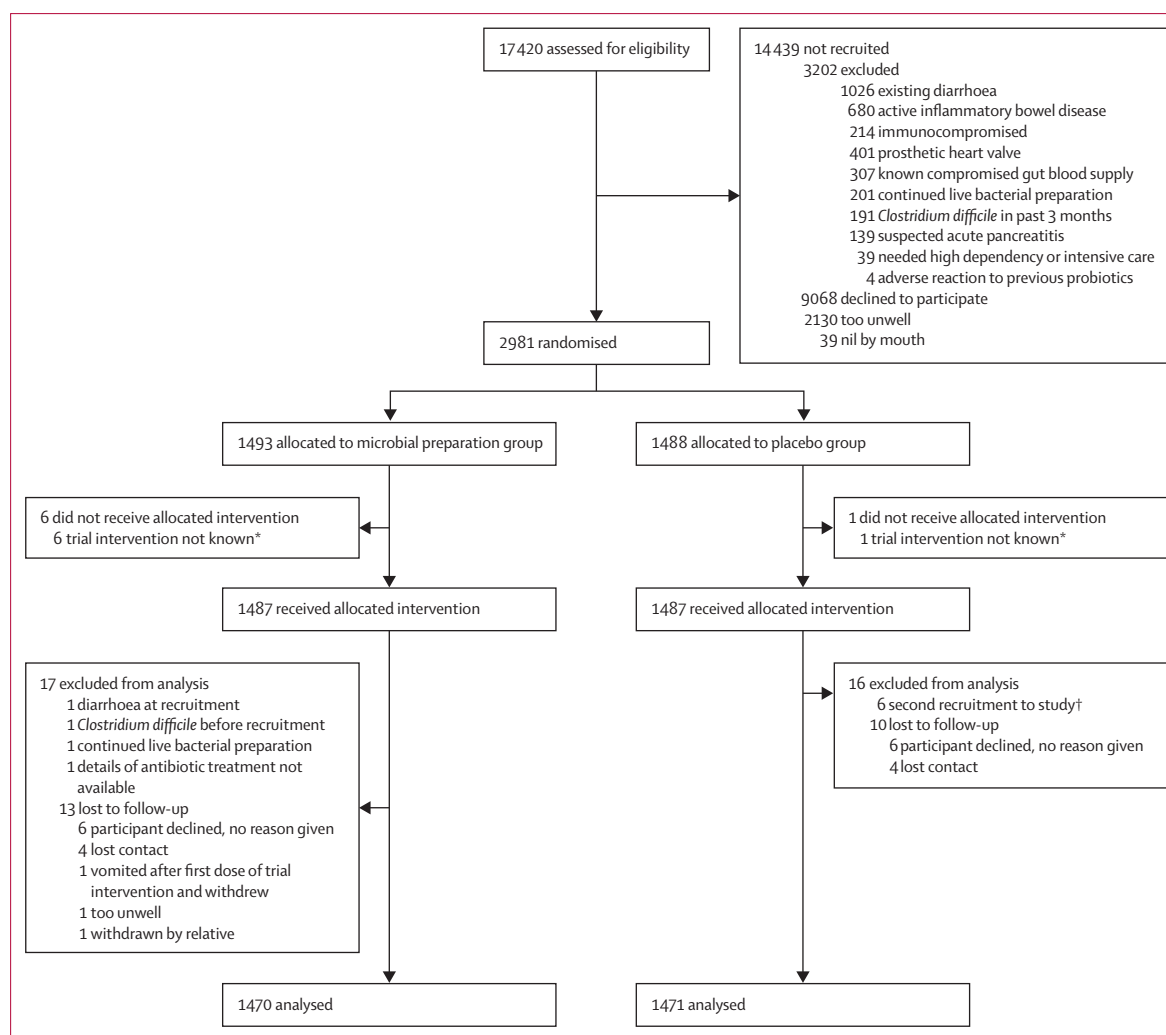 17 420 assessed for eligibility
14 439 not recruited
3202 excluded
1026 existing diarrhoea
680 active inflammatory bowel disease
214 immunocompromised
401 prosthetic heart valve
307 known compromised gut blood supply
201 continued live bacterial preparation
191 Clostridium difficile in past 3 months
139 suspected acute pancreatitis
39 needed high dependency or intensive care
4 adverse reaction to previous probiotics
9068 declined to participate
2130 too unwell
39 nil by mouth
2981 randomised
1493 allocated to microbial preparation group
1488 allocated to placebo group
6 did not receive allocated intervention
6 trial intervention not known*
1 did not receive allocated intervention
1 trial intervention not known*
1487 received allocated intervention
1487 received allocated intervention
17 excluded from analysis
1 diarrhoea at recruitment
1 Clostridium difficile before recruitment
1 continued live bacterial preparation
1 details of antibiotic treatment not
available
13 lost to follow-up
6 participant declined, no reason given
4 lost contact
1 vomited after first dose of trial
intervention and withdrew
1 too unwell
1 withdrawn by relative
16 excluded from analysis
6 second recruitment to study†
10 lost to follow-up
6 participant declined, no reason given
4 lost contact
1470 analysed
1471 analysed